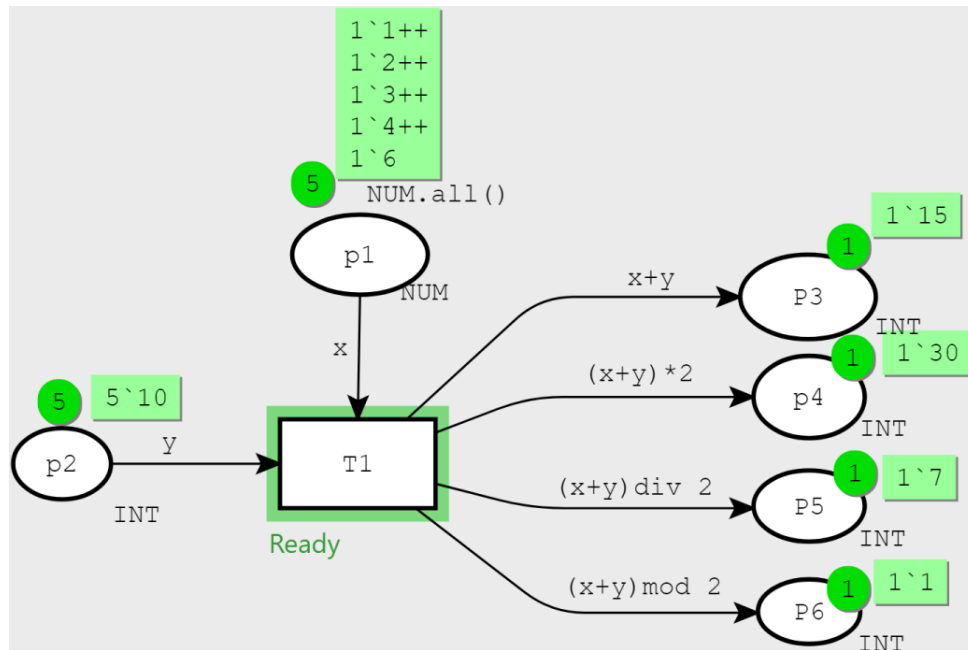 1`1++
1`2++
1`3++
1`4++
1`6
5
NUM.all()
p1
NUM
x
1`15
1
x+y
P3
INT
1`30
1
(x+y)*2
p4
INT
5
5`10
y
p2
INT
T1
Ready
1`7
1
(x+y)div 2
P5
INT
1`1
1
(x+y)mod 2
P6
INT